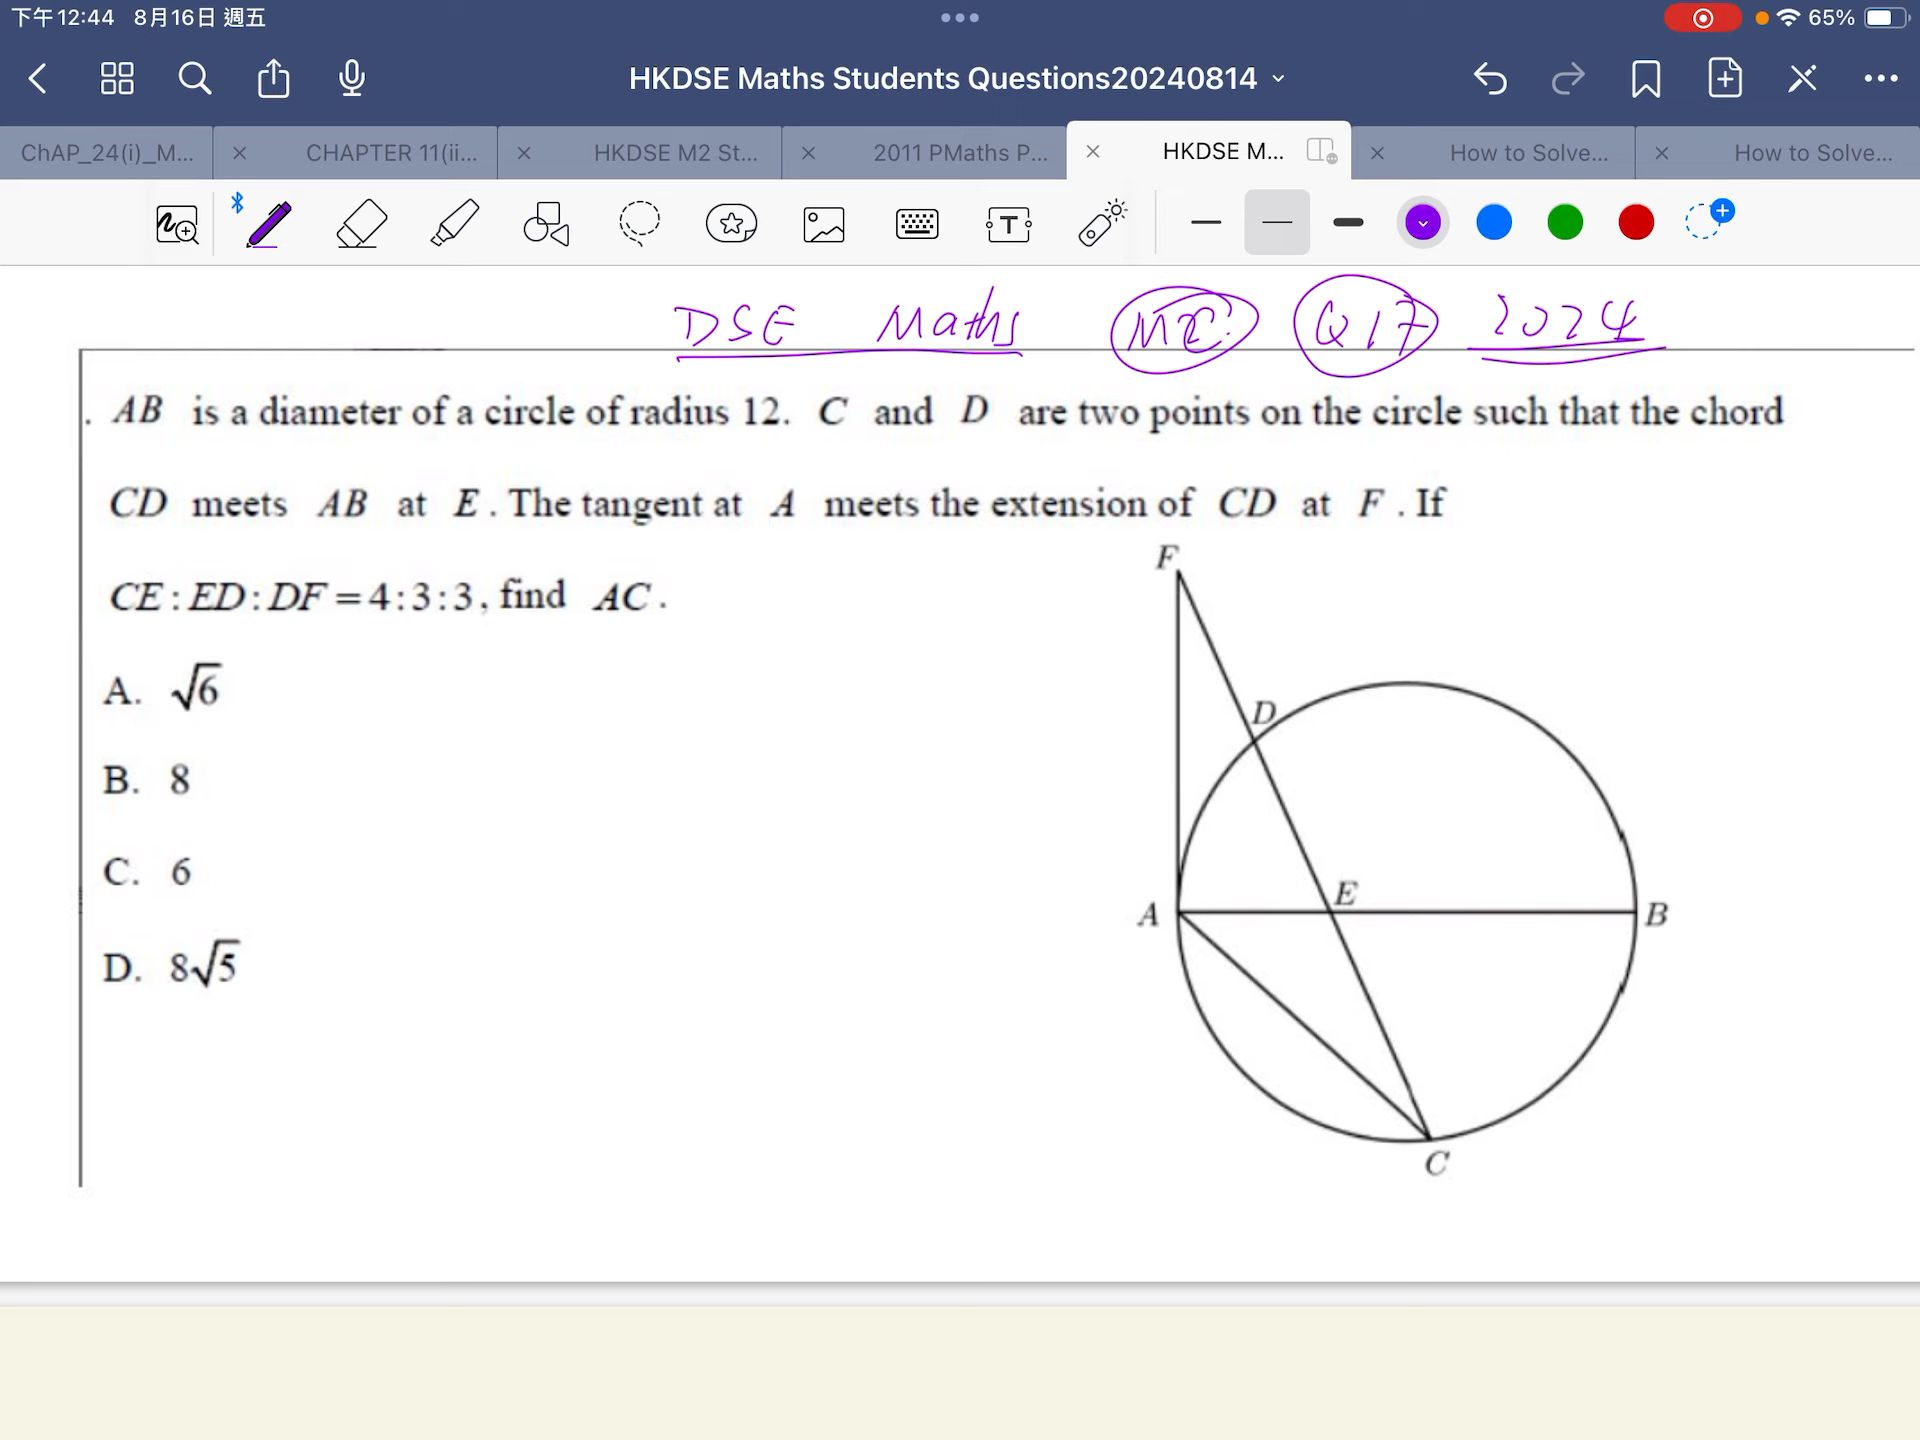 下午12:44 8月16日 週五
65%
HKDSE Maths Students Questions20240814
ChAP_24(i)_M...
CHAPTER 11(ii...
HKDSE M2 St...
2011 PMaths P...
HKDSE M...
How to Solve...
How to Solve...
DSE Maths MC Q17 2024
. AB is a diameter of a circle of radius 12. C and D are two points on the circle such that the chord
CD meets AB at E. The tangent at A meets the extension of CD at F. If
CE:ED:DF=4:3:3, find AC.
A. √6
B. 8
C. 6
D. 8√5
F
D
E
A
B
C